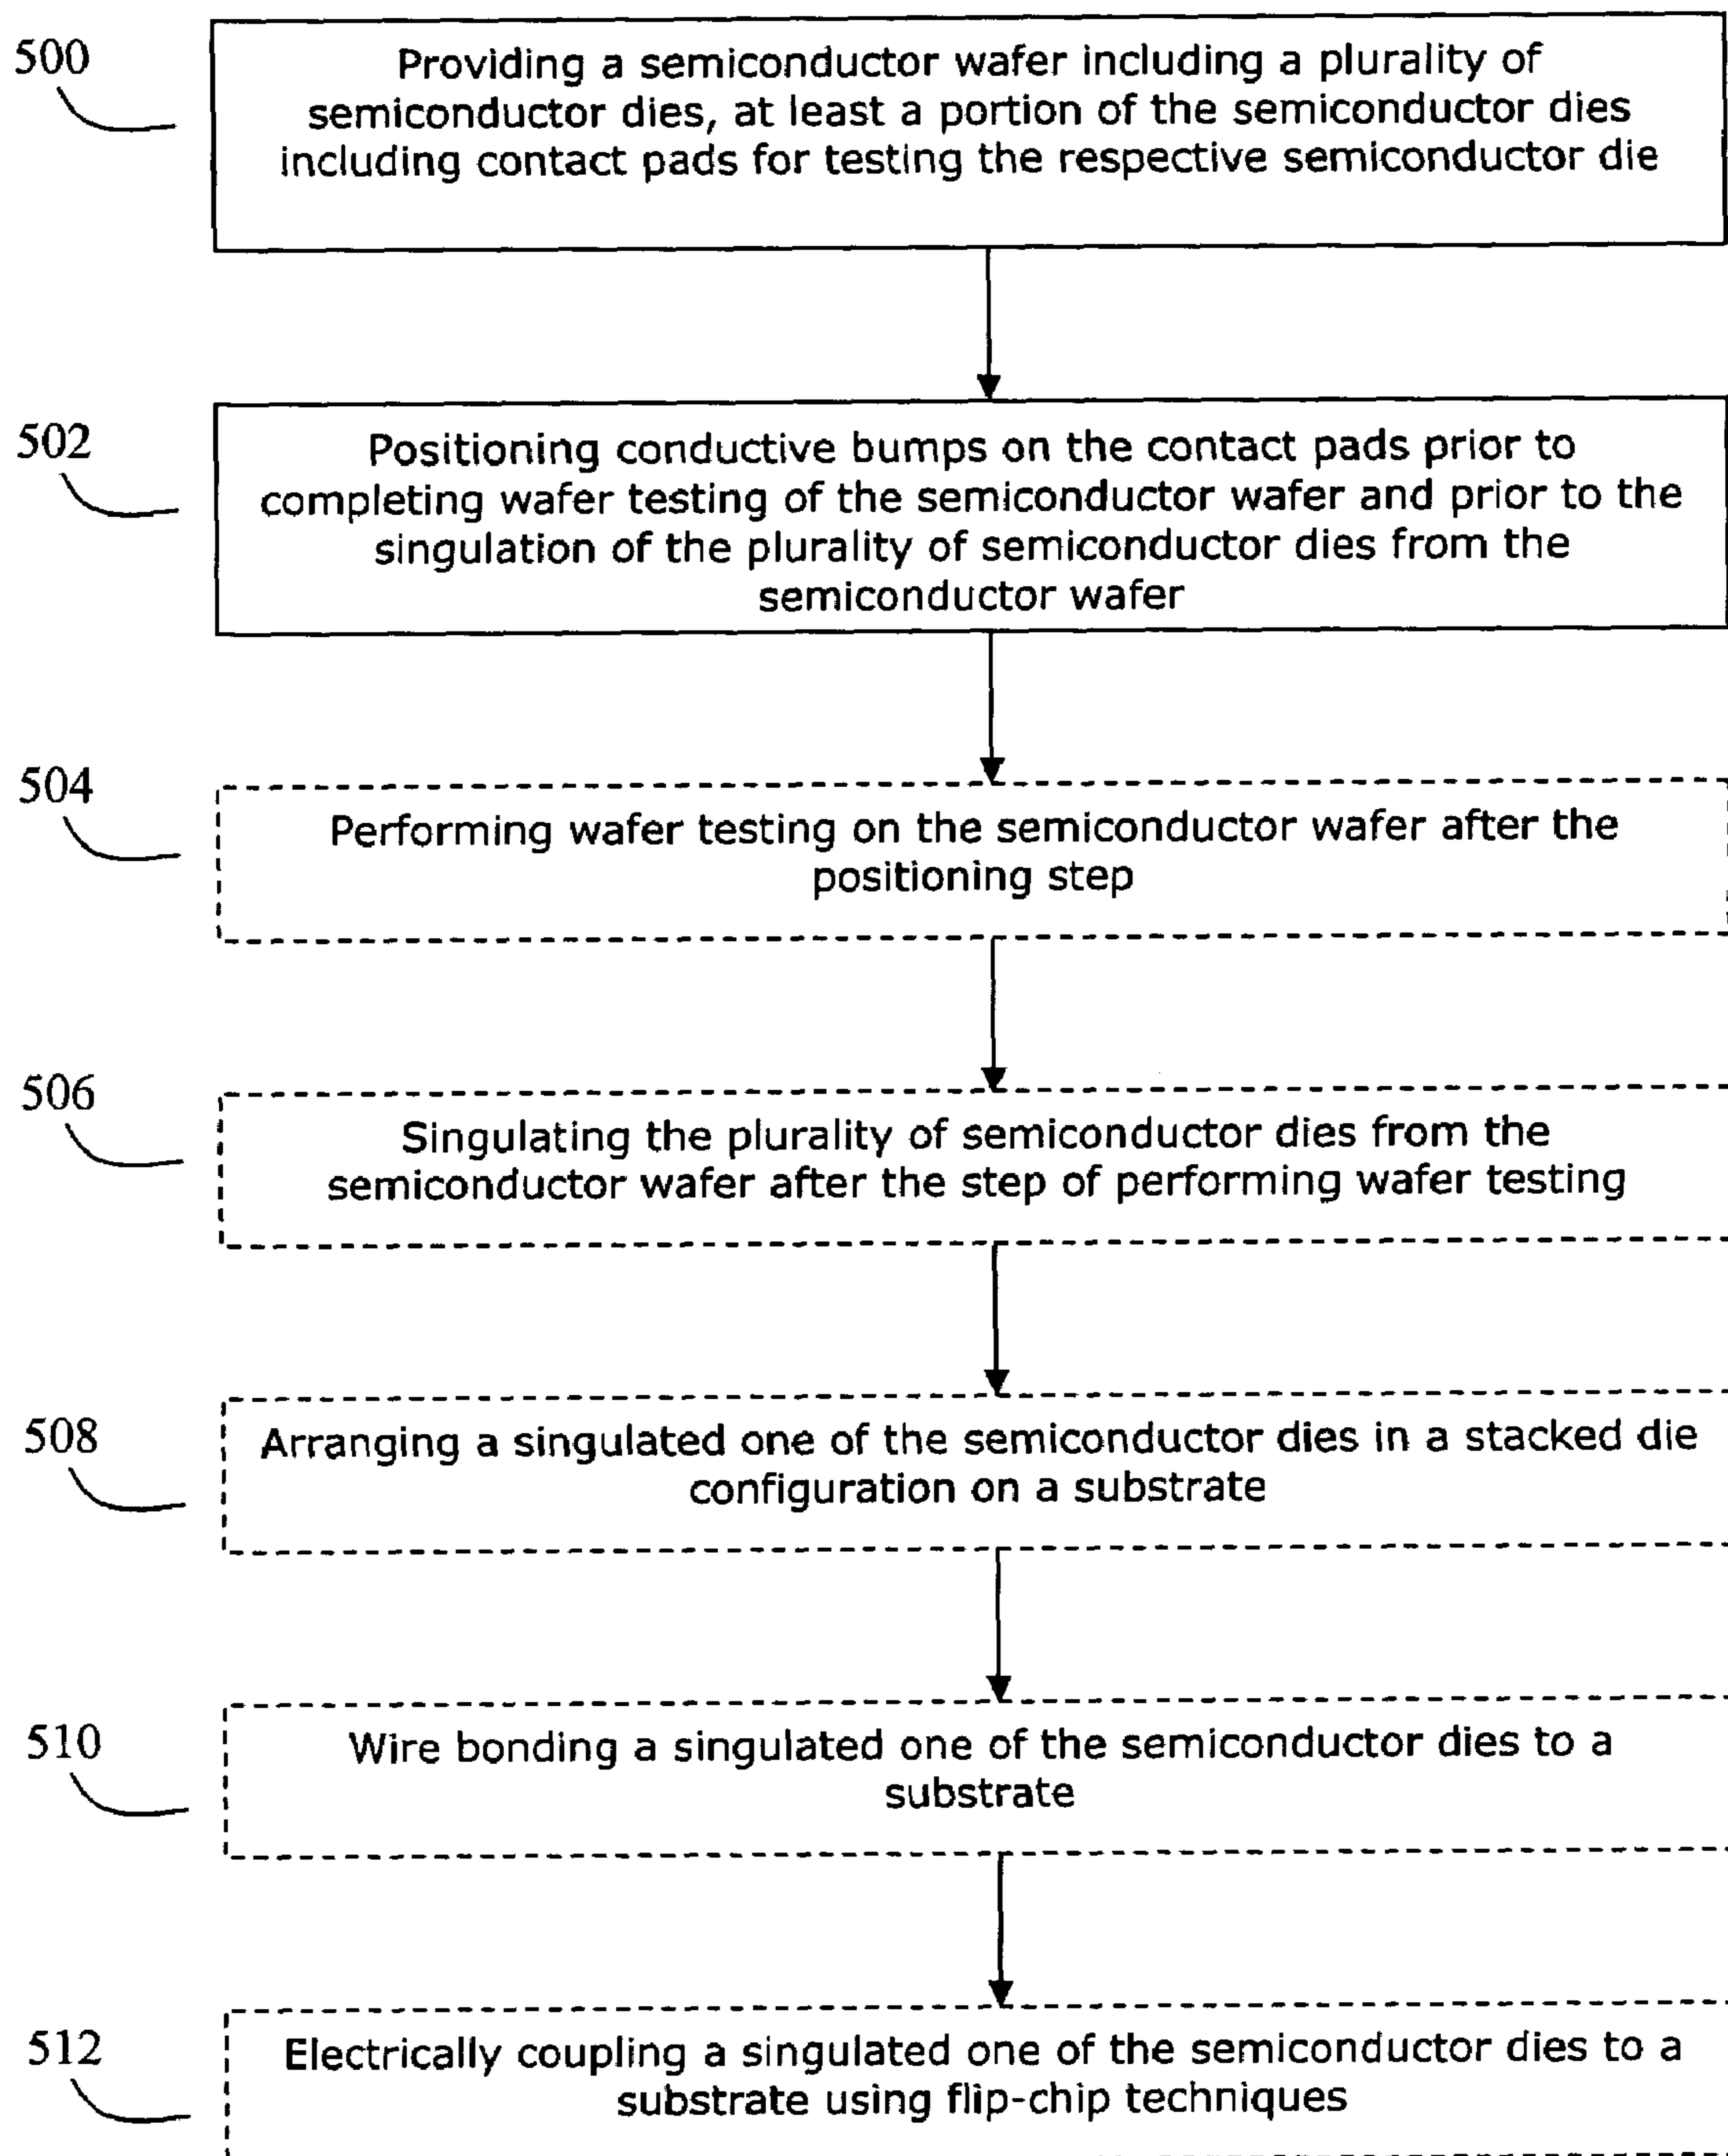 500
Providing a semiconductor wafer including a plurality of
semiconductor dies, at least a portion of the semiconductor dies
including contact pads for testing the respective semiconductor die
502
Positioning conductive bumps on the contact pads prior to
completing wafer testing of the semiconductor wafer and prior to the
singulation of the plurality of semiconductor dies from the
semiconductor wafer
504
Performing wafer testing on the semiconductor wafer after the
positioning step
506
Singulating the plurality of semiconductor dies from the
semiconductor wafer after the step of performing wafer testing
508
Arranging a singulated one of the semiconductor dies in a stacked die
configuration on a substrate
510
Wire bonding a singulated one of the semiconductor dies to a
substrate
512
Electrically coupling a singulated one of the semiconductor dies to a
substrate using flip-chip techniques